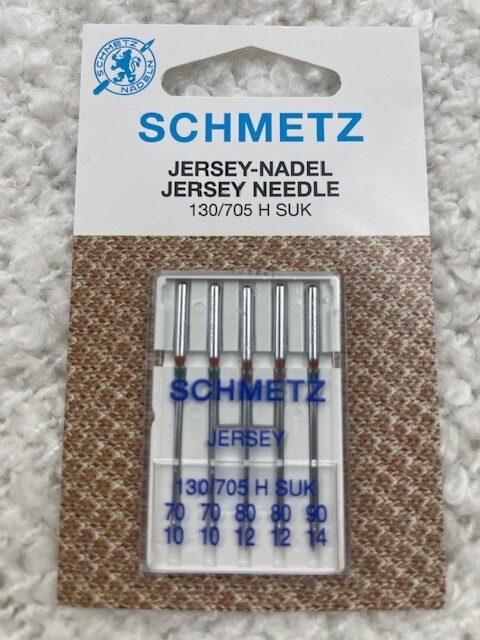 SCHMETZ
NADELN
SCHMETZ
JERSEY-NADEL
JERSEY NEEDLE
130/705 H SUK
SCHMETZ
JERSEY
130/705 H SUK
70 70 80 80 90
10 10 12 12 14